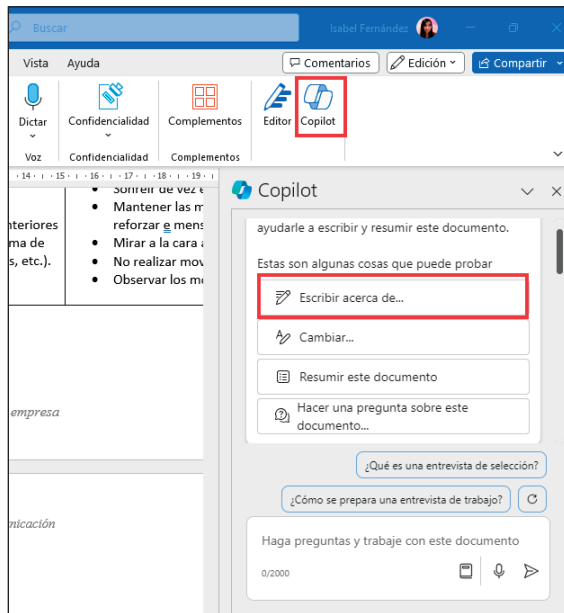 Buscar
Isabel Fernández
Vista Ayuda
Comentarios Edición Compartir
Dictar Confidencialidad Complementos Editor Copilot
Voz Confidencialidad Complementos
14 15 16 17 18 19
Sonreír de vez e
Mantener las m
nteriores reforzar e mens
ma de Mirar a la cara a
s, etc.). No realizar mov
Observar los m
empresa
nicación
Copilot
ayudarle a escribir y resumir este documento.
Estas son algunas cosas que puede probar
Escribir acerca de...
Cambiar...
Resumir este documento
Hacer una pregunta sobre este
documento...
¿Qué es una entrevista de selección?
¿Cómo se prepara una entrevista de trabajo?
Haga preguntas y trabaje con este documento
0/2000